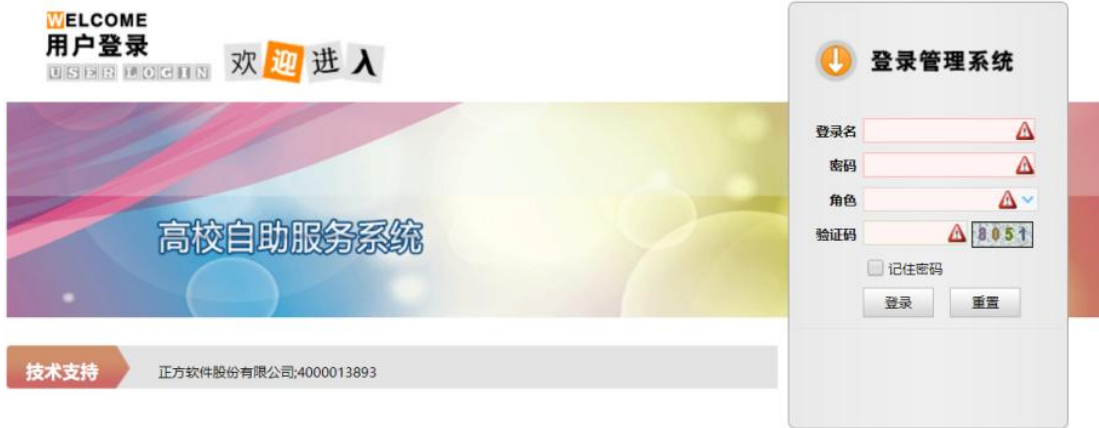 WELCOME
用户登录
USER LOGIN
欢迎进入
高校自助服务系统
技术支持
正方软件股份有限公司;4000013893
登录管理系统
登录名
密码
角色
验证码
8051
记住密码
登录
重置